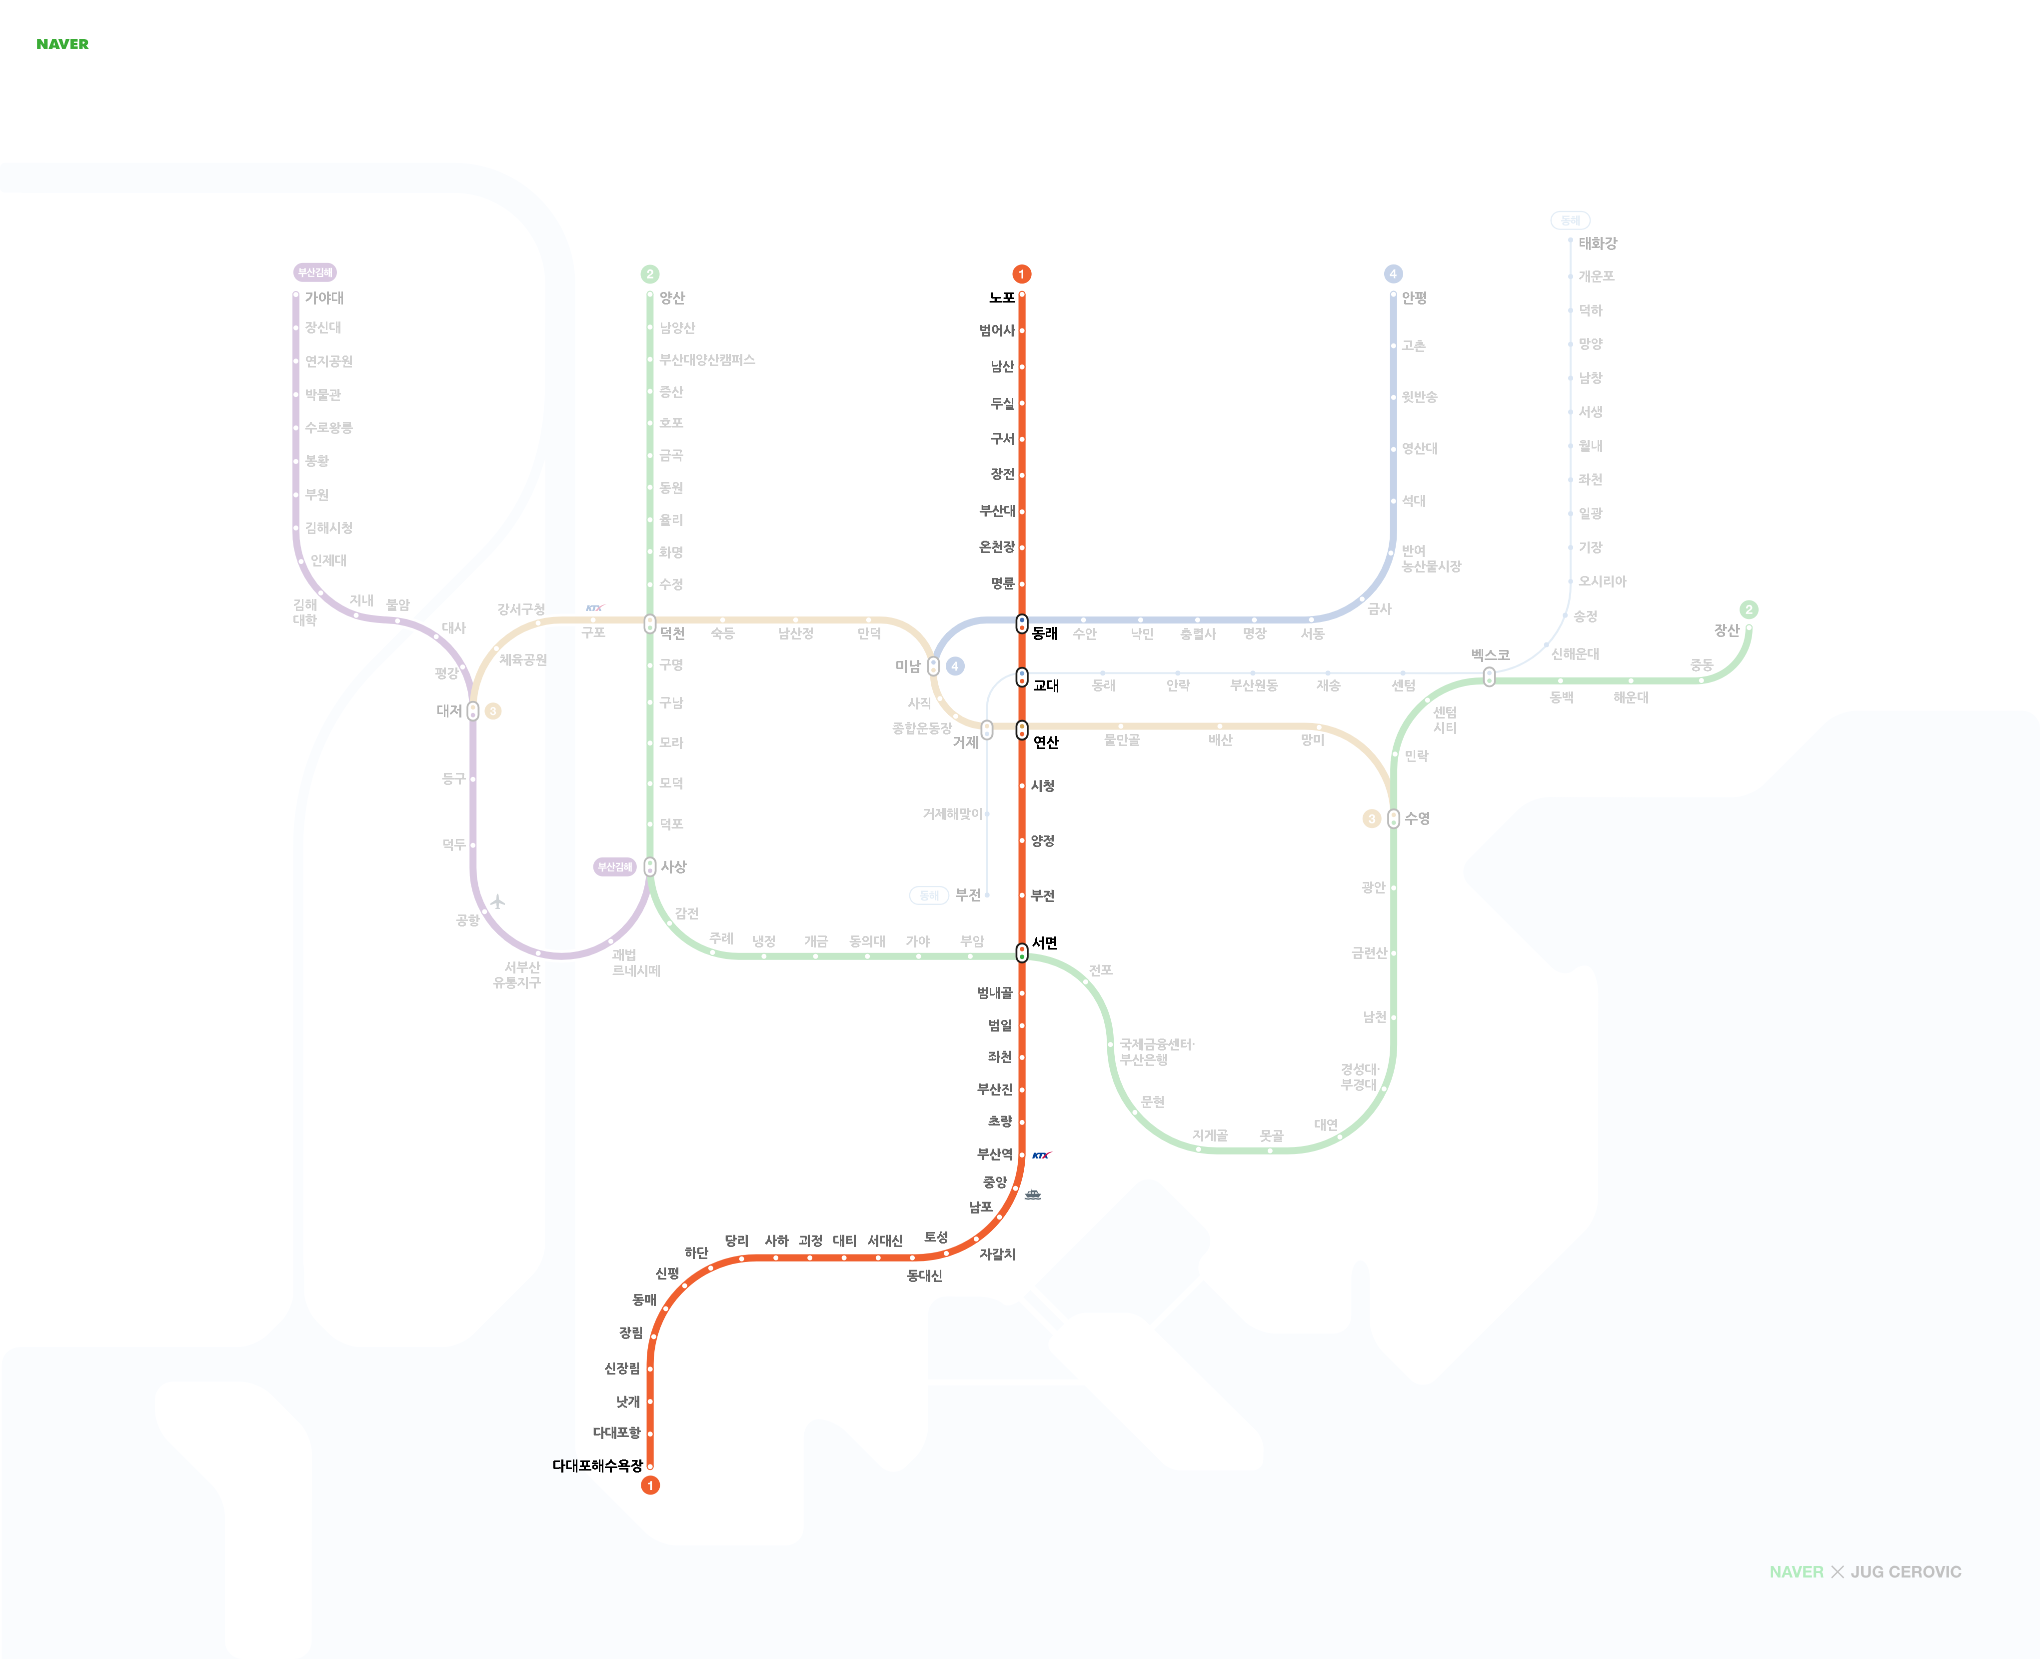 NAVER
부산김해
가야대
장신대
연지공원
박물관
수로왕릉
봉황
부원
김해시청
인제대
김해
대학
지내
불암
대사
평강
대저
3
등구
덕두
공항
서부산
유통지구
괘법
르네시떼
부산김해
사상
강서구청
체육공원
KTX
구포
2
양산
남양산
부산대양산캠퍼스
증산
호포
금곡
동원
율리
화명
수정
덕천
구명
구남
모라
모덕
덕포
감전
주례
냉정
개금
동의대
가야
부암
숙등
남산정
만덕
미남
4
사직
종합운동장
거제
거제해맞이
동해
부전
1
노포
범어사
남산
두실
구서
장전
부산대
온천장
명륜
동래
교대
연산
시청
양정
부전
서면
범내골
범일
좌천
부산진
초량
부산역
KTX
중앙
남포
자갈치
토성
동대신
서대신
대티
괴정
사하
당리
하단
신평
동매
장림
신장림
낫개
다대포항
다대포해수욕장
1
수안
낙민
충렬사
명장
서동
금사
반여
농산물시장
석대
영산대
윗반송
고촌
안평
4
동래
안락
부산원동
재송
센텀
벡스코
신해운대
송정
오시리아
기장
일광
좌천
월내
서생
남창
망양
덕하
개운포
태화강
동해
물만골
배산
망미
3
수영
민락
센텀
시티
동백
해운대
중동
장산
2
광안
금련산
남천
경성대·
부경대
대연
못골
지게골
문현
국제금융센터·
부산은행
전포
NAVER
JUG CEROVIC